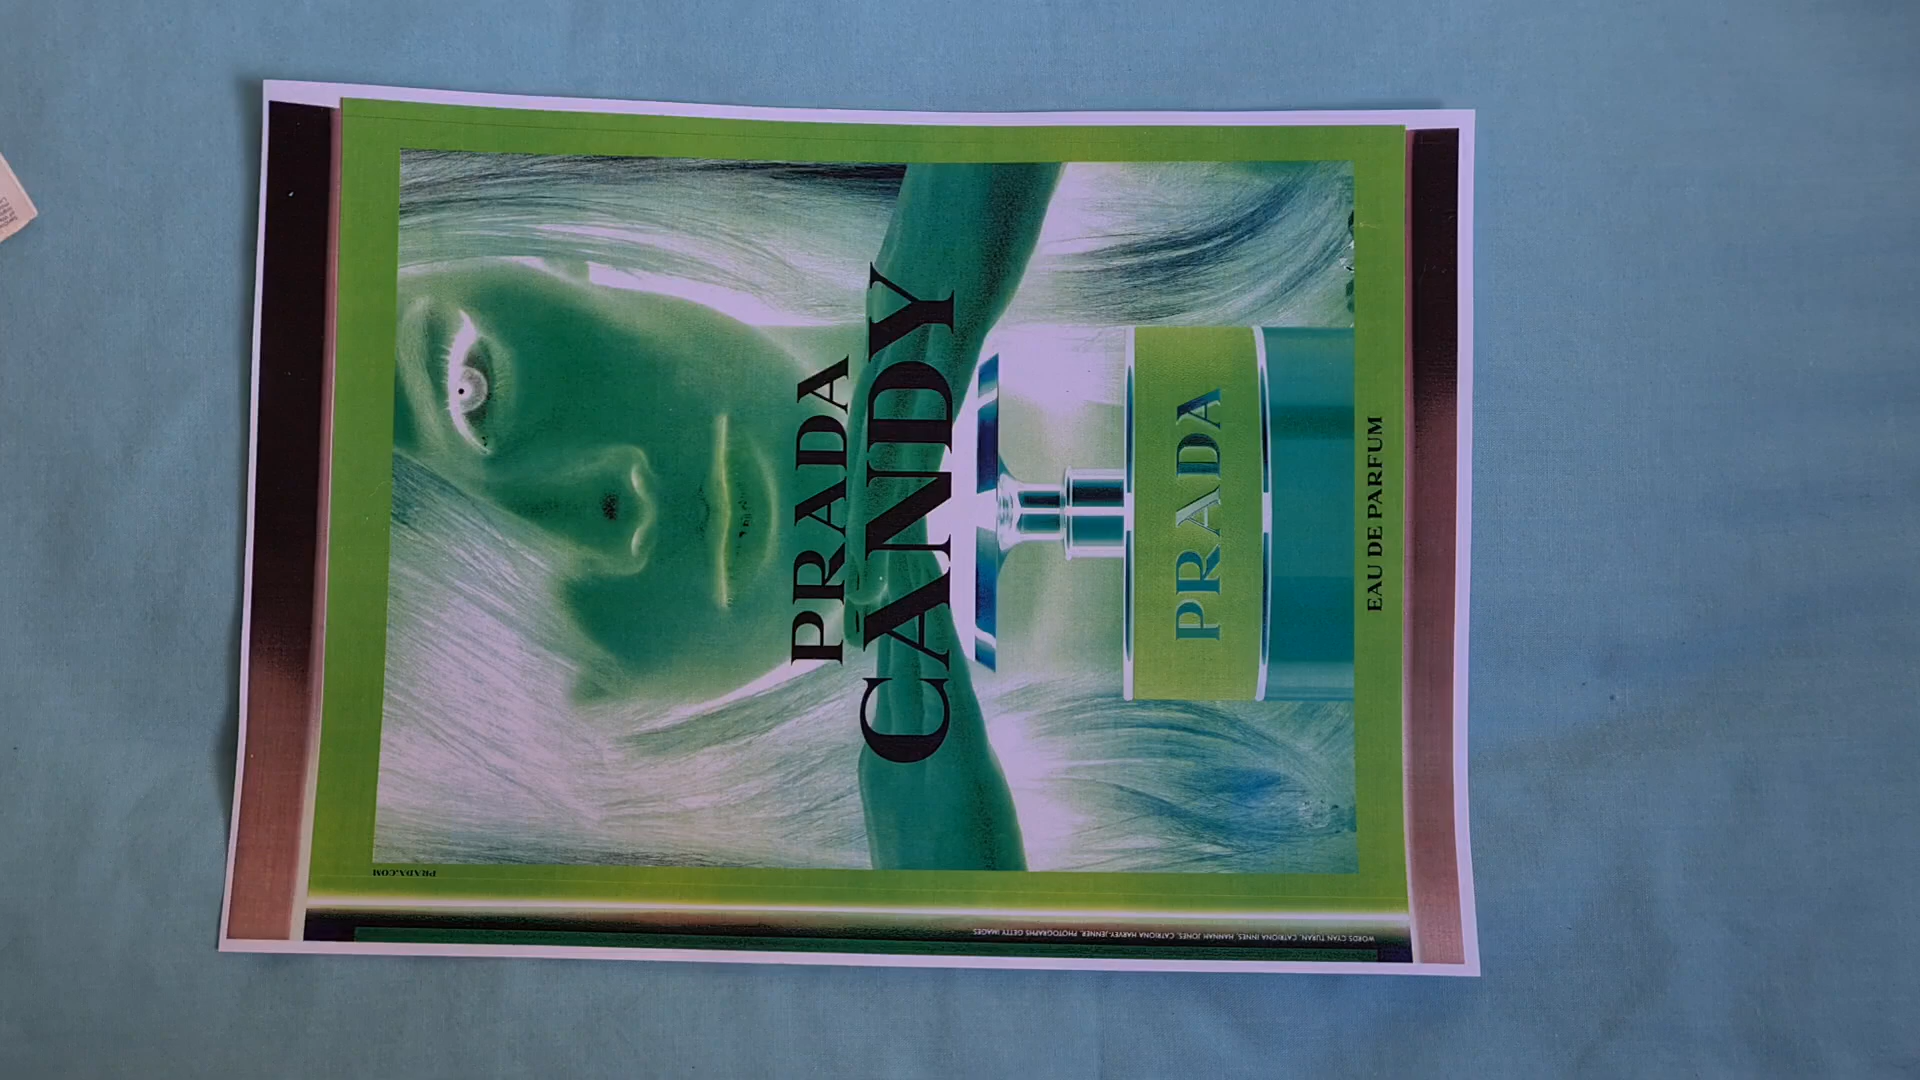 PRADA
CANDY
PRADA
EAU DE PARFUM
PRADA.COM
WORDS CYAN TURAN, CATRIONA INNES, HANNAH JONES, CATRIONA HARVEY-JENNER. PHOTOGRAPHS GETTY IMAGES